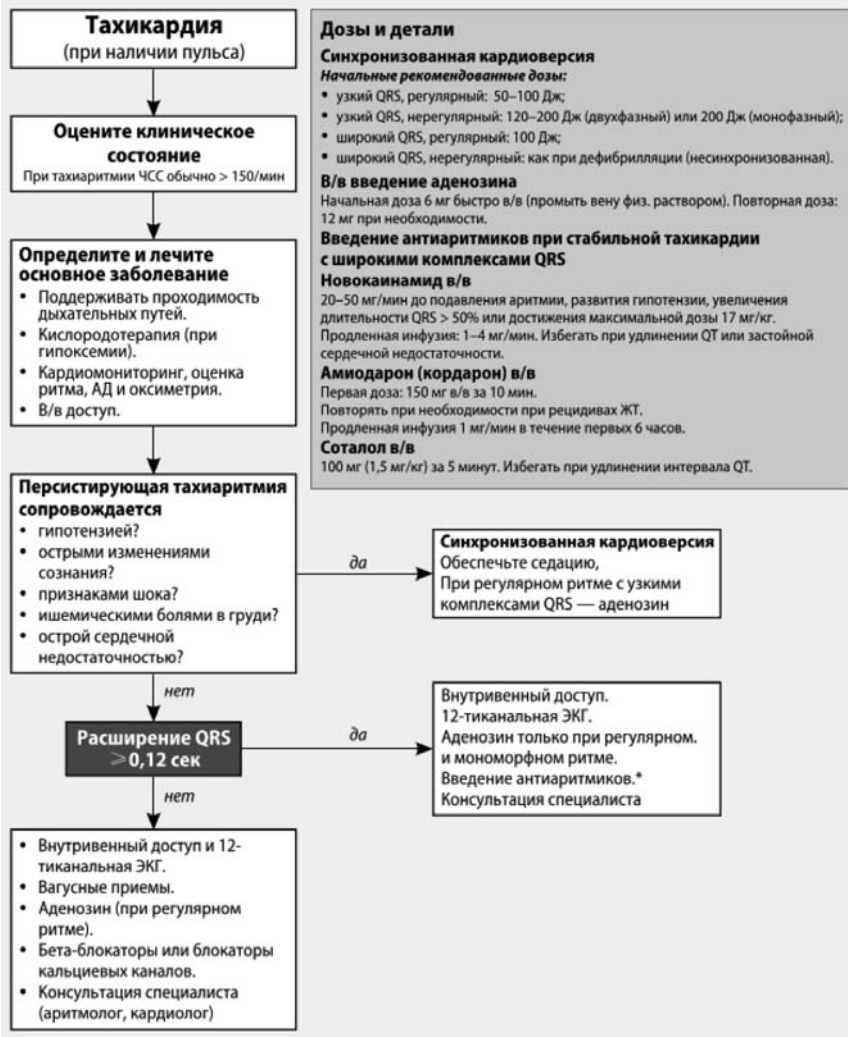 Тахикардия
(при наличии пульса)
Оцените клиническое
состояние
При тахиаритмии ЧСС обычно > 150/мин
Определите и лечите
основное заболевание
• Поддерживать проходимость
дыхательных путей.
• Кислородотерапия (при
гипоксемии).
• Кардиомониторинг, оценка
ритма, АД и оксиметрия.
• В/в доступ.
Персистирующая тахиаритмия
сопровождается
• гипотензией?
• острыми изменениями
сознания?
• признаками шока?
• ишемическими болями в груди?
• острой сердечной
недостаточностью?
да
Синхронизованная кардиоверсия
Обеспечьте седацию,
При регулярном ритме с узкими
комплексами QRS — аденозин
нет
Расширение QRS
⩾0,12 сек
да
Внутривенный доступ.
12-тиканальная ЭКГ.
Аденозин только при регулярном.
и мономорфном ритме.
Введение антиаритмиков.*
Консультация специалиста
нет
• Внутривенный доступ и 12-
тиканальная ЭКГ.
• Вагусные приемы.
• Аденозин (при регулярном
ритме).
• Бета-блокаторы или блокаторы
кальциевых каналов.
• Консультация специалиста
(аритмолог, кардиолог)
Дозы и детали
Синхронизованная кардиоверсия
Начальные рекомендованные дозы:
• узкий QRS, регулярный: 50–100 Дж;
• узкий QRS, нерегулярный: 120–200 Дж (двухфазный) или 200 Дж (монофазный);
• широкий QRS, регулярный: 100 Дж;
• широкий QRS, нерегулярный: как при дефибрилляции (несинхронизованная).
В/в введение аденозина
Начальная доза 6 мг быстро в/в (промыть вену физ. раствором). Повторная доза:
12 мг при необходимости.
Введение антиаритмиков при стабильной тахикардии
с широкими комплексами QRS
Новокаинамид в/в
20–50 мг/мин до подавления аритмии, развития гипотензии, увеличения
длительности QRS > 50% или достижения максимальной дозы 17 мг/кг.
Продленная инфузия: 1–4 мг/мин. Избегать при удлинении QT или застойной
сердечной недостаточности.
Амиодарон (кордарон) в/в
Первая доза: 150 мг в/в за 10 мин.
Повторять при необходимости при рецидивах ЖТ.
Продленная инфузия 1 мг/мин в течение первых 6 часов.
Соталол в/в
100 мг (1,5 мг/кг) за 5 минут. Избегать при удлинении интервала QT.